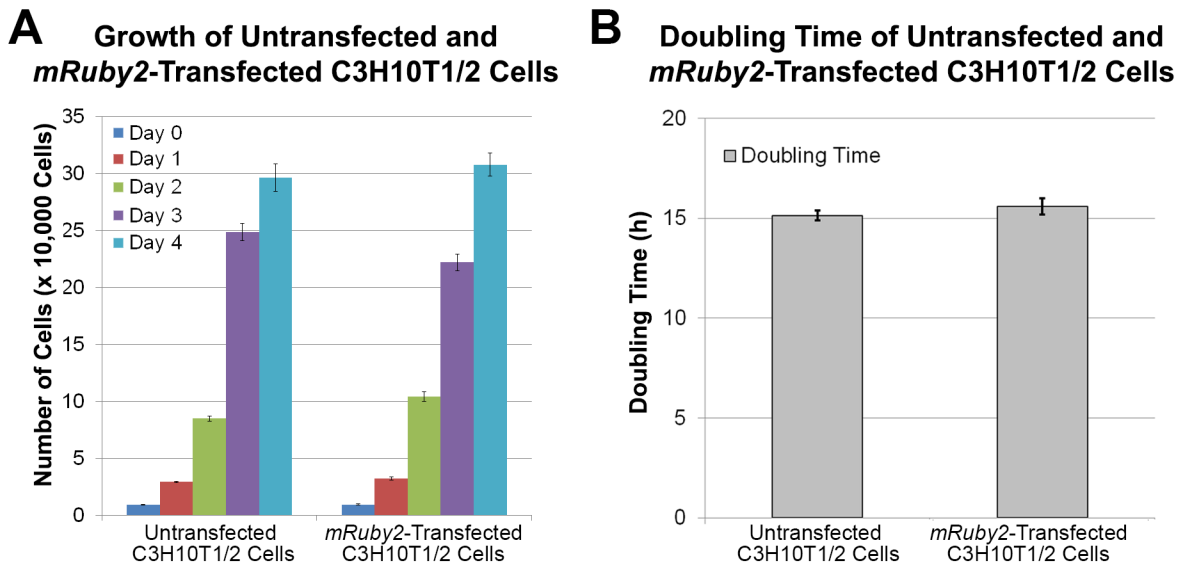 A
Growth of Untransfected and
mRuby2-Transfected C3H10T1/2 Cells
Number of Cells (x 10,000 Cells)
35
30
25
20
15
10
5
0
Day 0
Day 1
Day 2
Day 3
Day 4
Untransfected
C3H10T1/2 Cells
mRuby2-Transfected
C3H10T1/2 Cells
B
Doubling Time of Untransfected and
mRuby2-Transfected C3H10T1/2 Cells
Doubling Time (h)
20
15
10
5
0
Doubling Time
Untransfected
C3H10T1/2 Cells
mRuby2-Transfected
C3H10T1/2 Cells